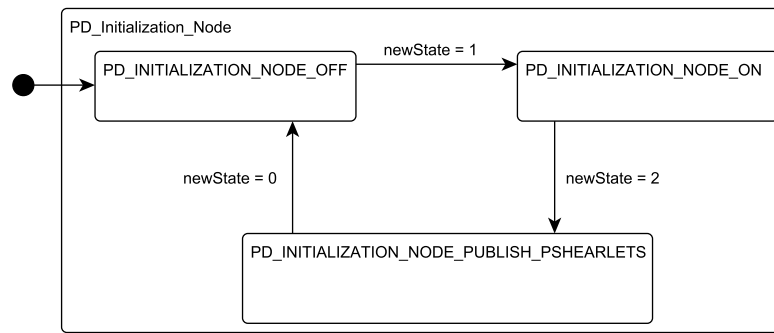 PD_Initialization_Node
newState = 1
PD_INITIALIZATION_NODE_OFF
PD_INITIALIZATION_NODE_ON
newState = 0
newState = 2
PD_INITIALIZATION_NODE_PUBLISH_PSHEARLETS